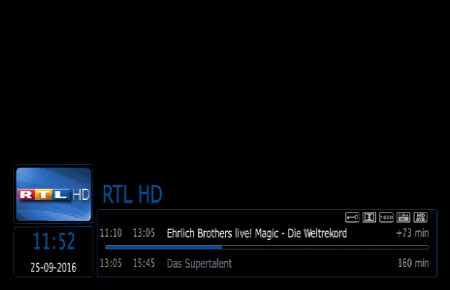 RTL HD
RTL HD
11:10 13:05 Ehrlich Brothers live! Magic - Die Weltrekord +73 min
11:52
25-09-2016
13:05 15:45 Das Supertalent 160 min